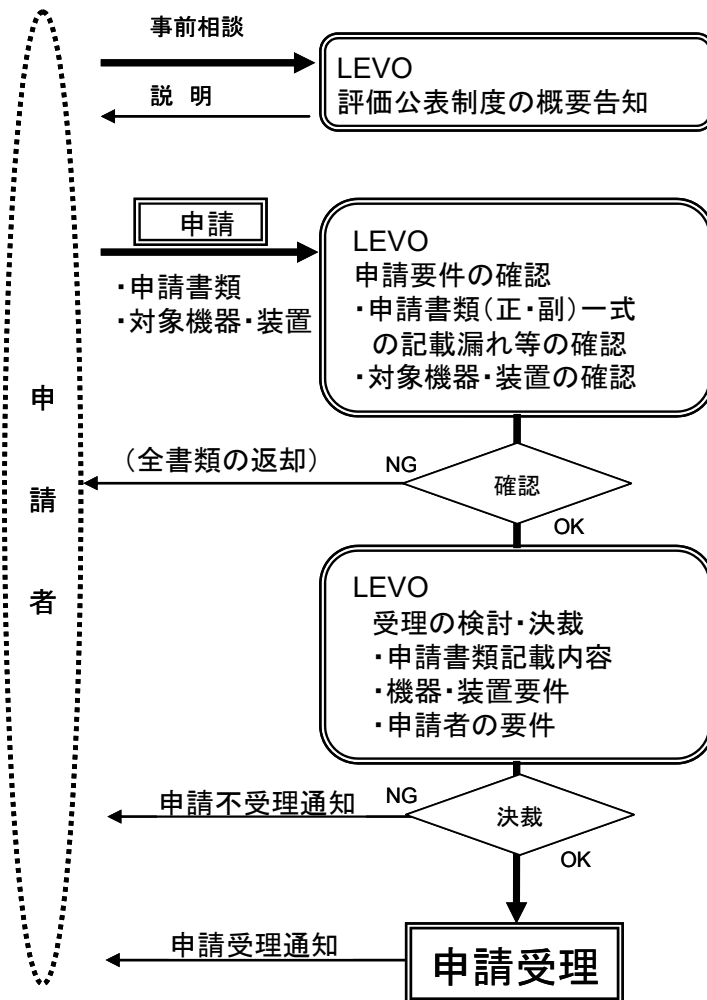 事前相談
LEVO
評価公表制度の概要告知
説 明
申請
・申請書類
・対象機器・装置
LEVO
申請要件の確認
・申請書類(正・副)一式
の記載漏れ等の確認
・対象機器・装置の確認
申
請
者
(全書類の返却)
NG
確認
OK
LEVO
受理の検討・決裁
・申請書類記載内容
・機器・装置要件
・申請者の要件
申請不受理通知
NG
決裁
OK
申請受理通知
申請受理